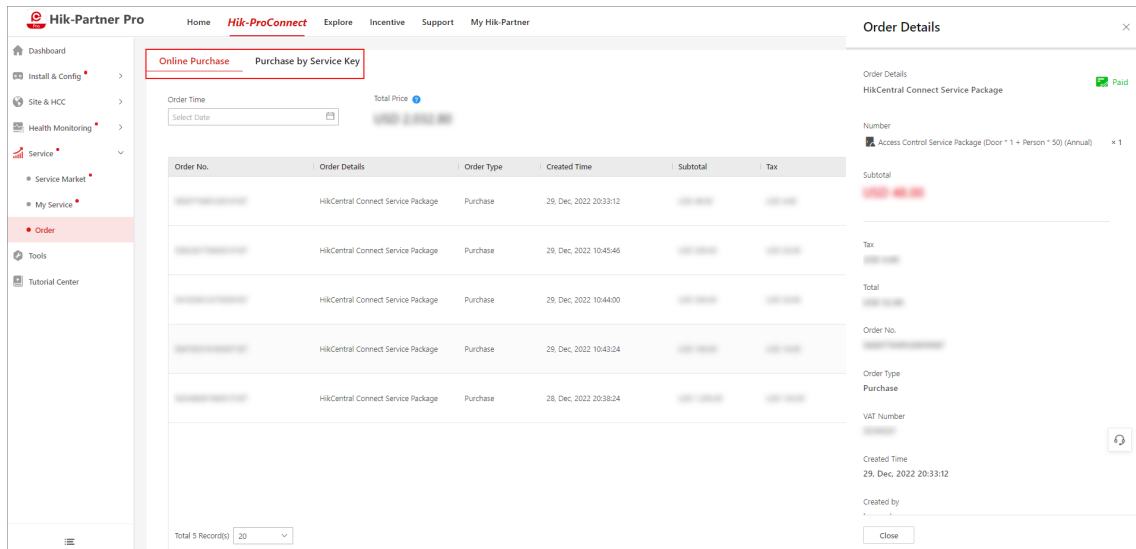 Hik-Partner Pro
Pro
Home Hik-ProConnect Explore Incentive Support My Hik-Partner
Dashboard
Install & Config
Site & HCC
Health Monitoring
Service
Service Market
My Service
Order
Tools
Tutorial Center
Online Purchase Purchase by Service Key
Order Time Total Price
Select Date
Order No. Order Details Order Type Created Time Subtotal Tax
HikCentral Connect Service Package Purchase 29, Dec, 2022 20:33:12
HikCentral Connect Service Package Purchase 29, Dec, 2022 10:45:46
HikCentral Connect Service Package Purchase 29, Dec, 2022 10:44:00
HikCentral Connect Service Package Purchase 29, Dec, 2022 10:43:24
HikCentral Connect Service Package Purchase 28, Dec, 2022 20:38:24
Total 5 Record(s) 20
Order Details
Order Details
HikCentral Connect Service Package
Paid
Number
Access Control Service Package (Door * 1 + Person * 50) (Annual) × 1
Subtotal
USD 48.00
Tax
Total
Order No.
Order Type
Purchase
VAT Number
Created Time
29, Dec, 2022 20:33:12
Created by
Close